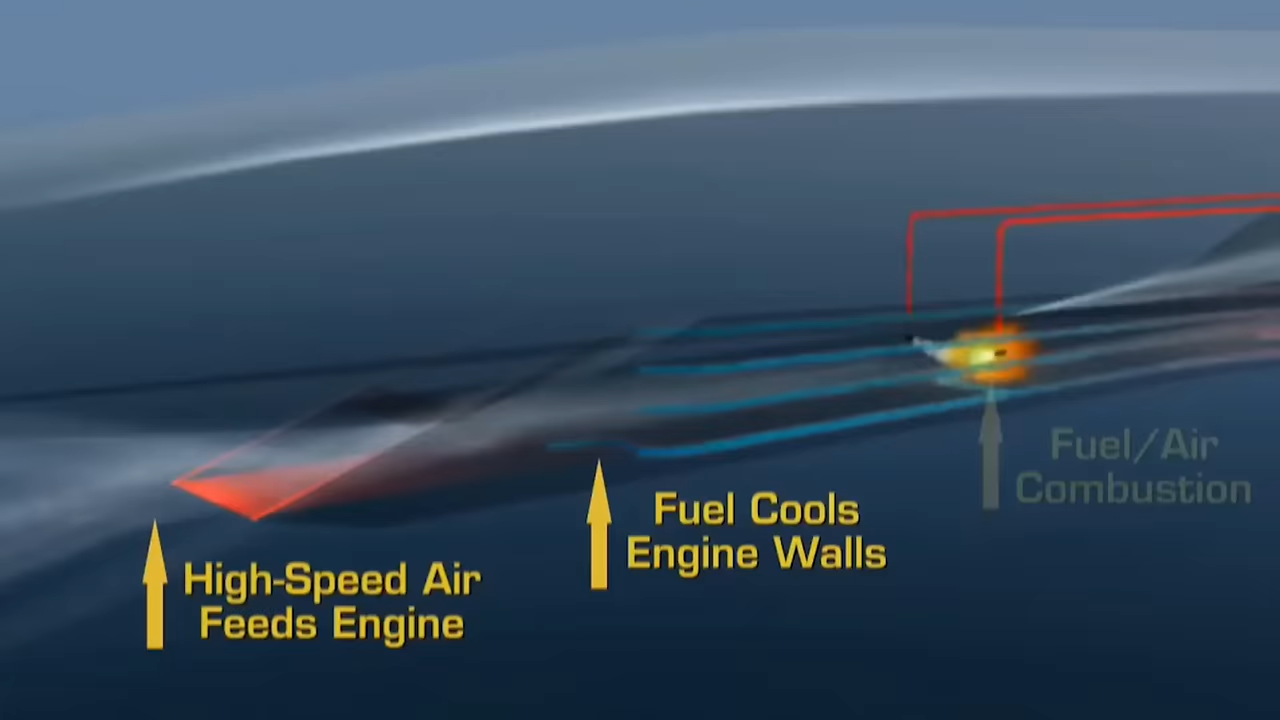 Fuel/Air
Combustion
Fuel Cools
Engine Walls
High-Speed Air
Feeds Engine